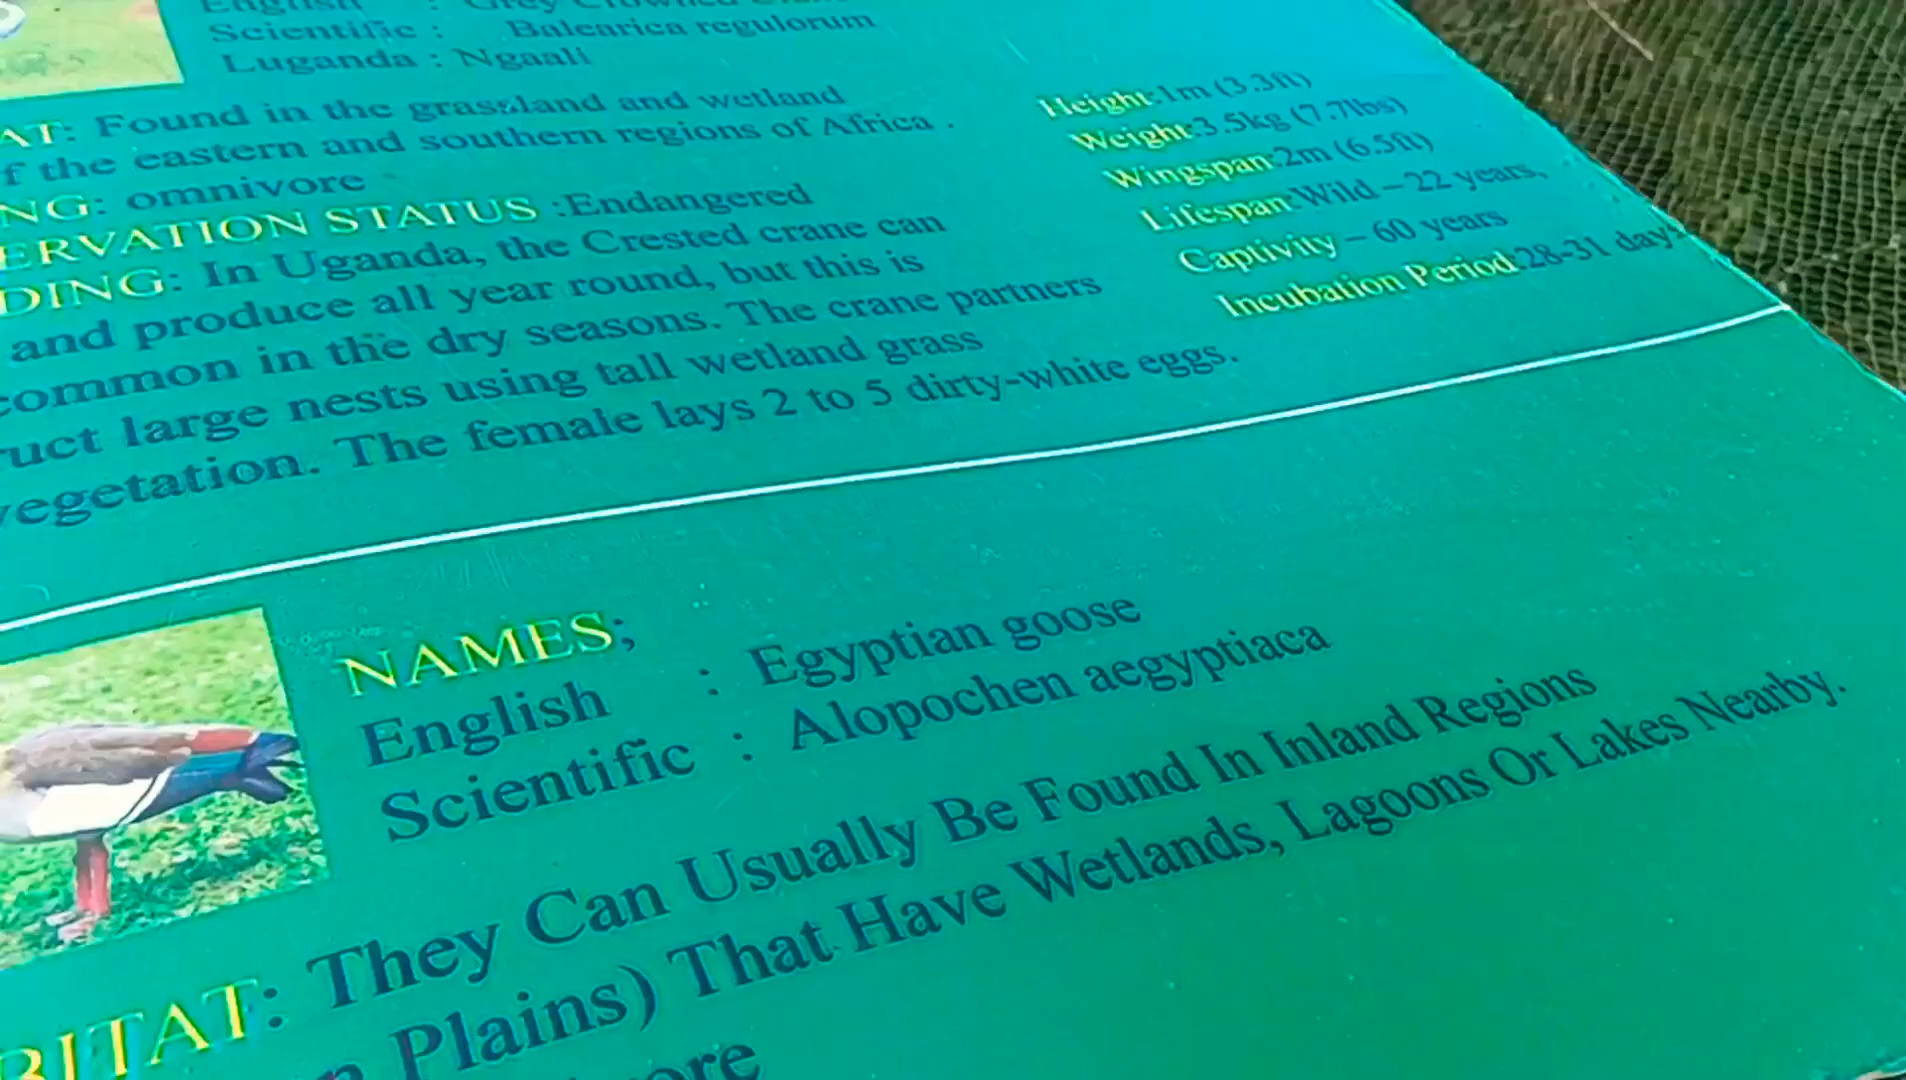 English : Grey Crowned
Scientific : Balearica regulorum
Luganda : Ngaali
AT: Found in the grassland and wetland
f the eastern and southern regions of Africa .
NG: omnivore
ERVATION STATUS :Endangered
DING: In Uganda, the Crested crane can
and produce all year round, but this is
common in the dry seasons. The crane partners
ruct large nests using tall wetland grass
vegetation. The female lays 2 to 5 dirty-white eggs.
Height:1m (3.3ft)
Weight:3.5kg (7.7lbs)
Wingspan:2m (6.5ft)
Lifespan:Wild – 22 years,
Captivity – 60 years
Incubation Period:28-31 days
NAMES;
English : Egyptian goose
Scientific : Alopochen aegyptiaca
BITAT: They Can Usually Be Found In Inland Regions
Plains) That Have Wetlands, Lagoons Or Lakes Nearby.